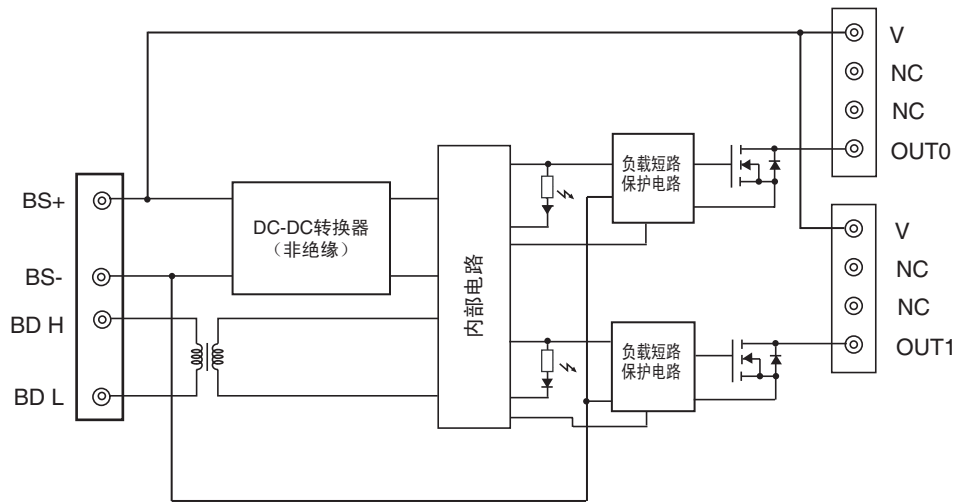 BS+
BS-
BD H
BD L
DC-DC转换器
（非绝缘）
内部电路
负载短路
保护电路
负载短路
保护电路
V
NC
NC
OUT0
V
NC
NC
OUT1